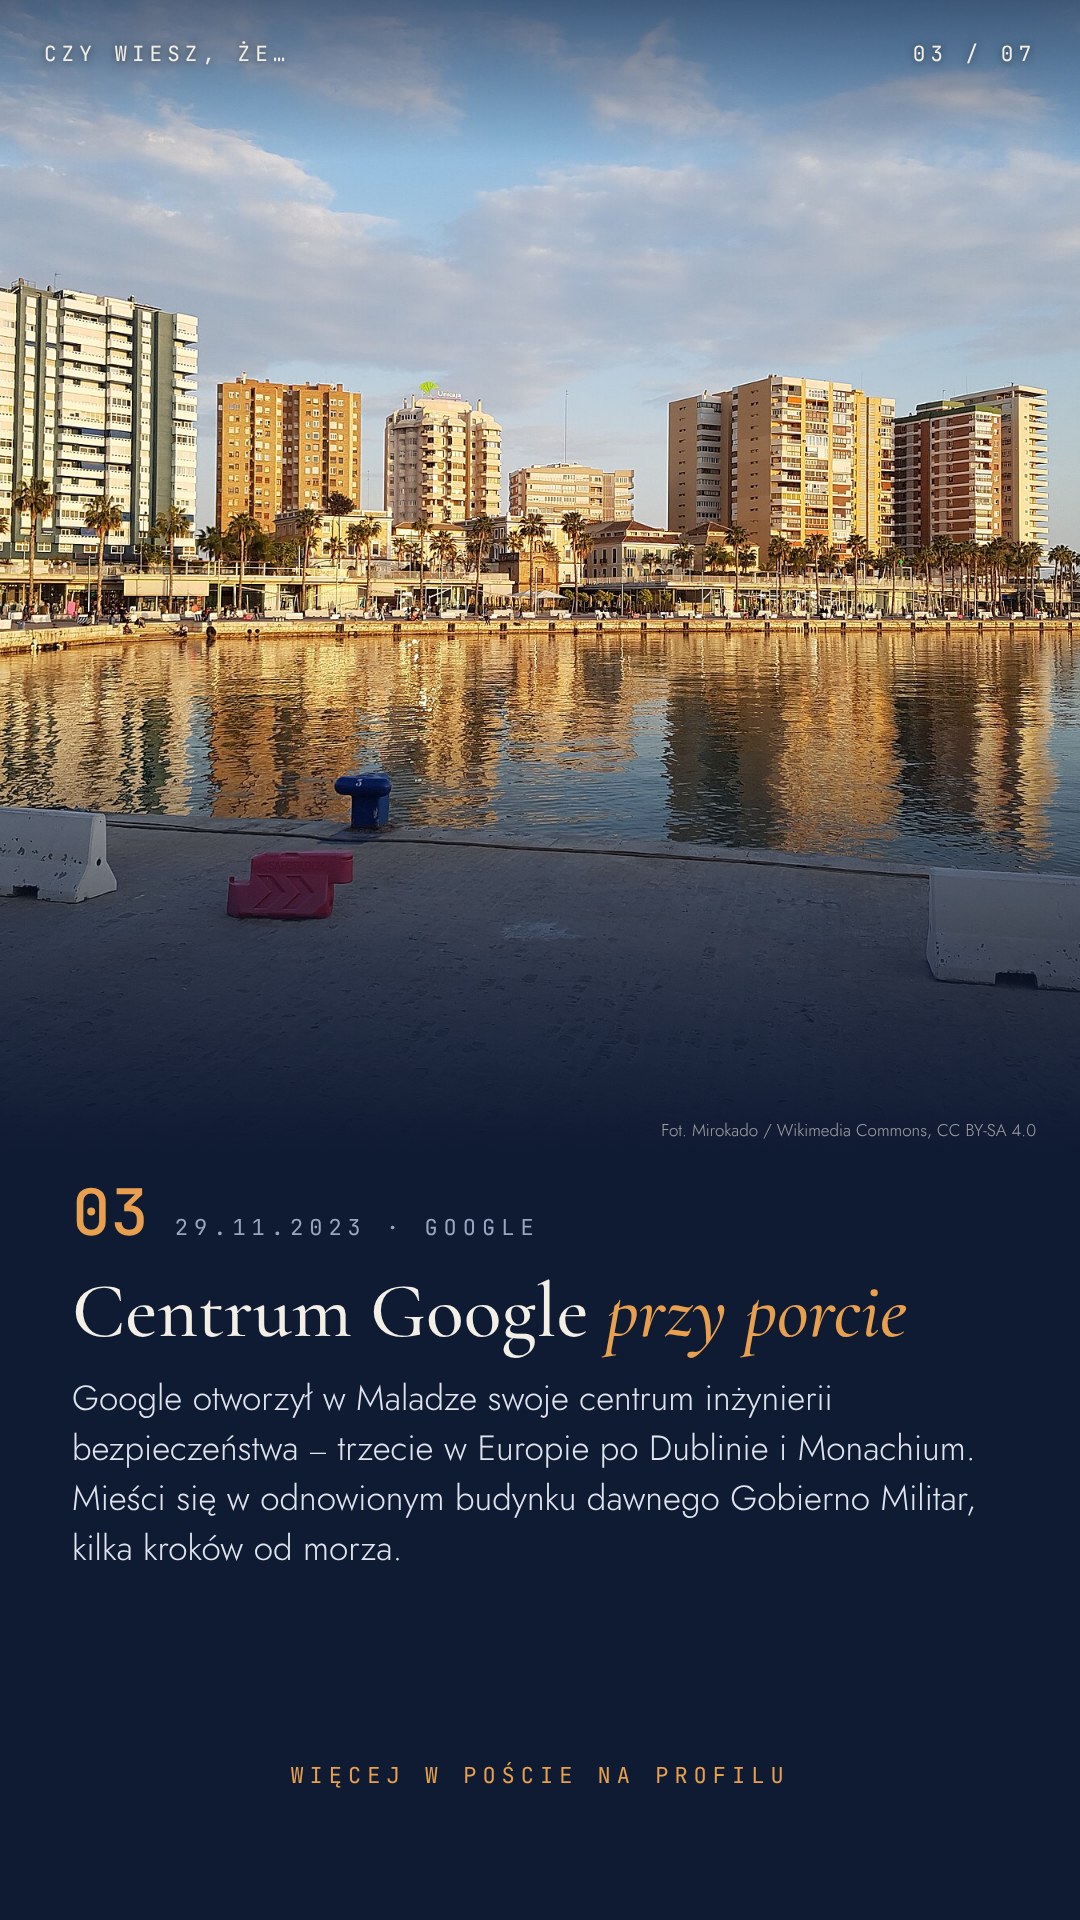 CZY WIESZ, ŻE…
03 / 07
Fot. Mirokado / Wikimedia Commons, CC BY-SA 4.0
03 29.11.2023 · GOOGLE
Centrum Google przy porcie
Google otworzył w Maladze swoje centrum inżynierii
bezpieczeństwa – trzecie w Europie po Dublinie i Monachium.
Mieści się w odnowionym budynku dawnego Gobierno Militar,
kilka kroków od morza.
WIĘCEJ W POŚCIE NA PROFILU